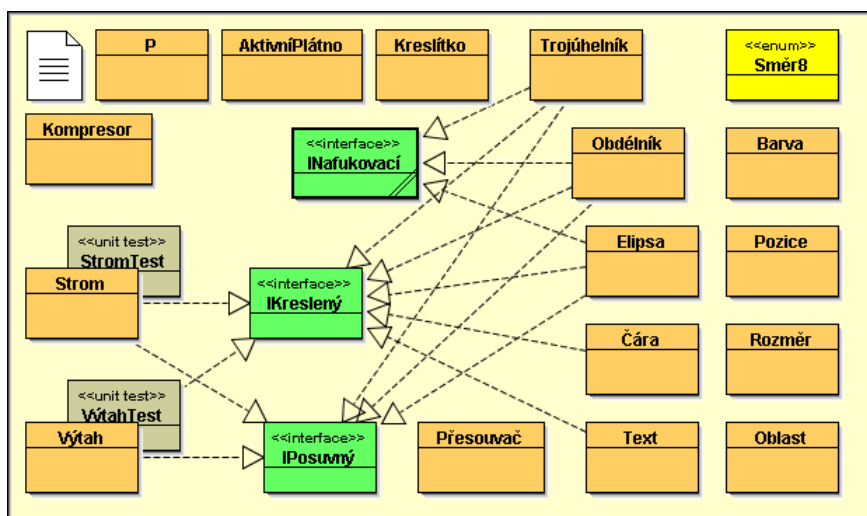 P
AktivníPlátno
Kreslítko
Trojúhelník
<<enum>>
Směr8
Kompresor
<<interface>>
INafukovací
Obdélník
Barva
<<unit test>>
StromTest
Strom
<<interface>>
IKreslený
Elipsa
Pozice
Čára
Rozměr
<<unit test>>
VýtahTest
Výtah
<<interface>>
IPosuvný
Přesouvač
Text
Oblast